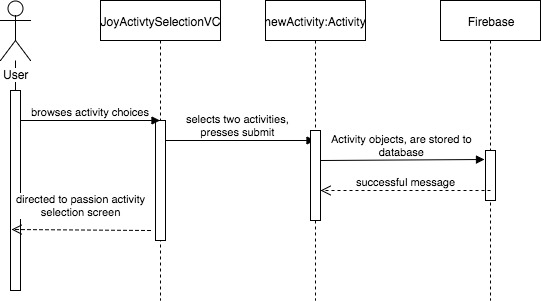 JoyActivtySelectionVC
newActivity:Activity
Firebase
User
browses activity choices
selects two activities,
presses submit
Activity objects, are stored to
database
successful message
directed to passion activity
selection screen